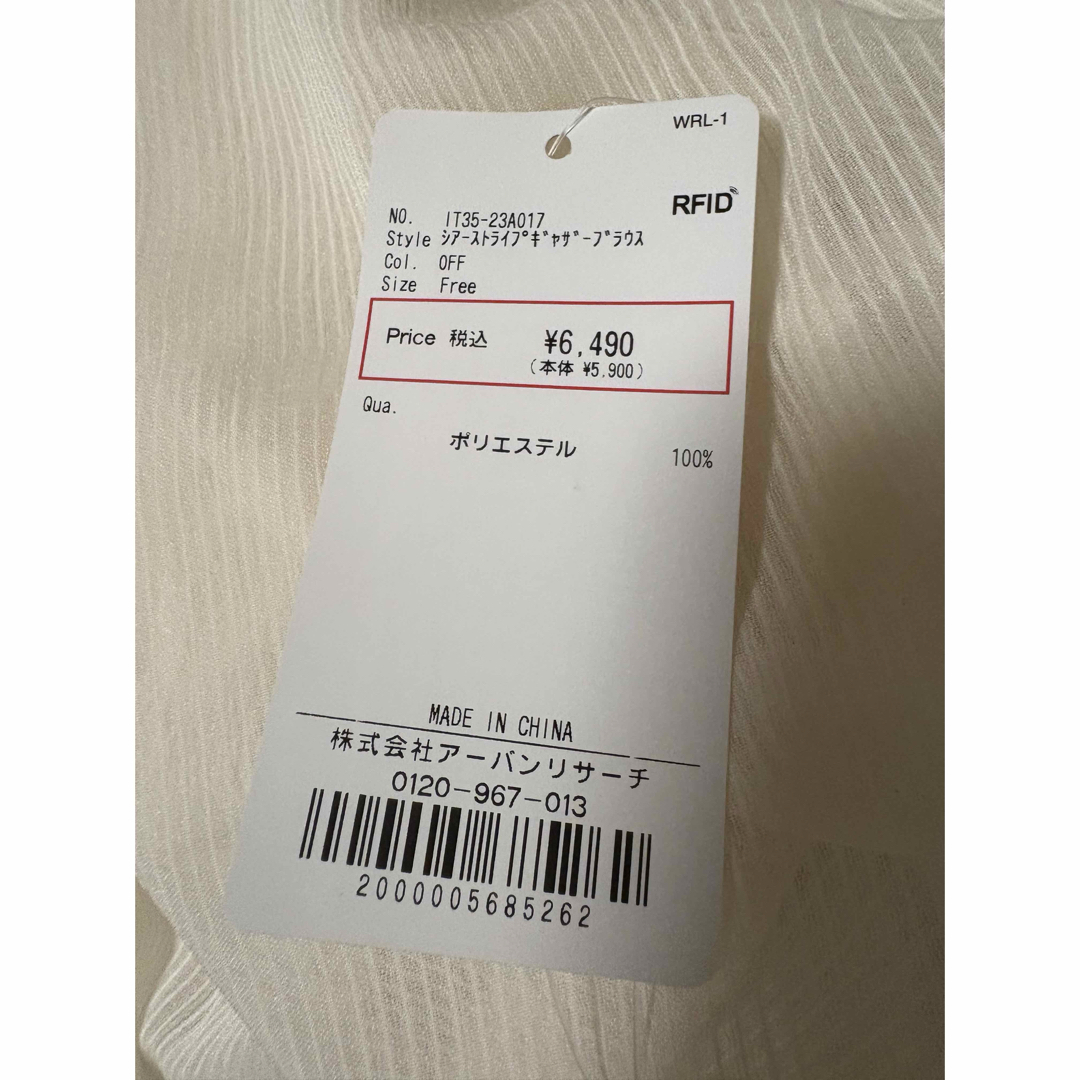 WRL-1
RFID
NO. IT35-23A017
Style ｼｱｰｽﾄﾗｲﾌﾟｷﾞｬｻﾞｰﾌﾞﾗｳｽ
Col. OFF
Size Free
Price 税込 ¥6,490
(本体 ¥5,900)
Qua.
ポリエステル 100%
MADE IN CHINA
株式会社アーバンリサーチ
0120-967-013
2000005685262